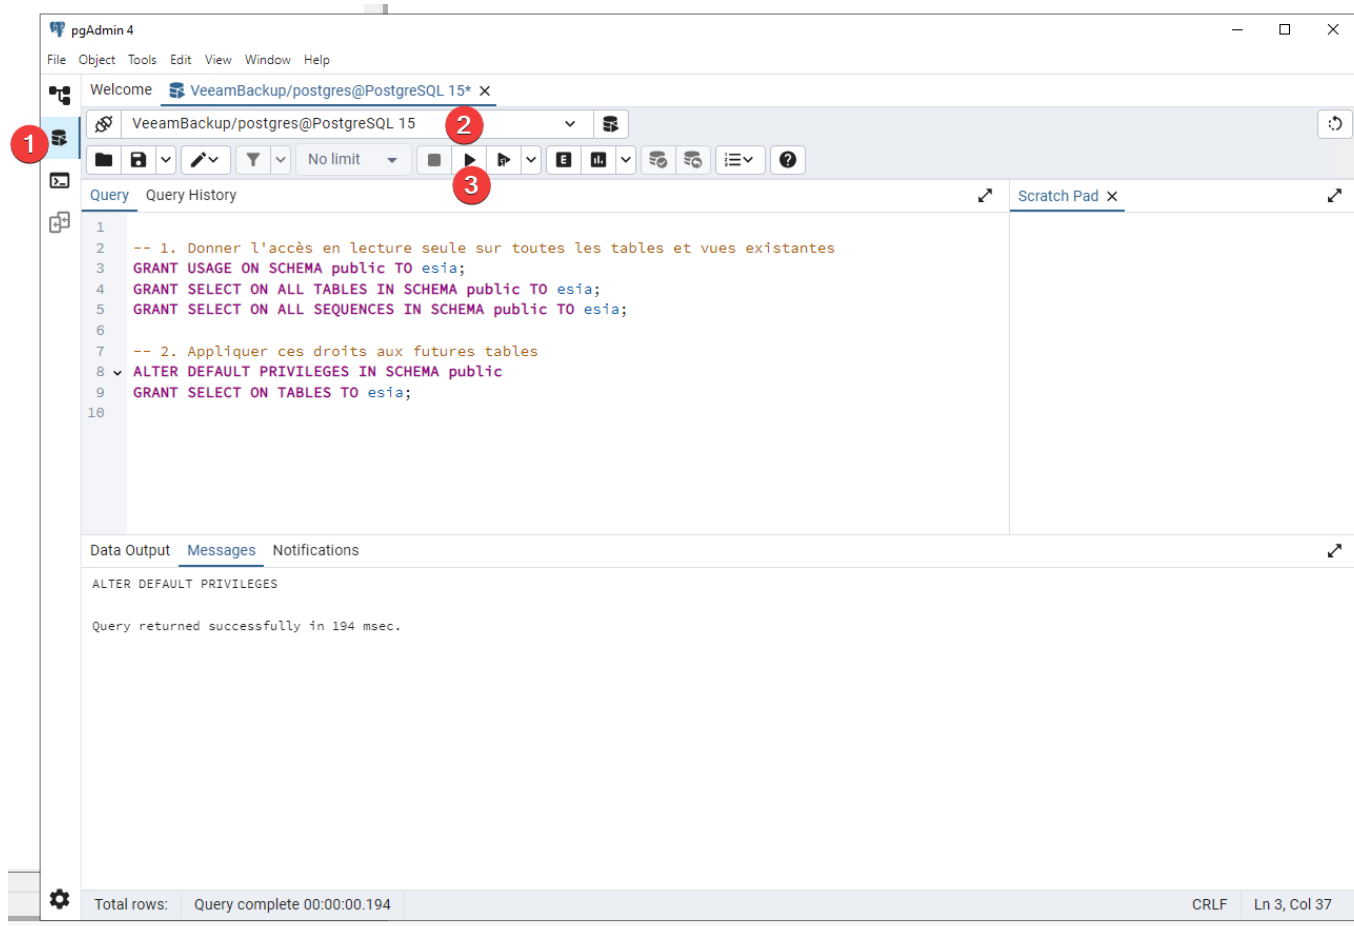 pgAdmin 4
File Object Tools Edit View Window Help
Welcome VeeamBackup/postgres@PostgreSQL 15*
1
VeeamBackup/postgres@PostgreSQL 15 2
No limit
3
Query Query History Scratch Pad
1
2 -- 1. Donner l'accès en lecture seule sur toutes les tables et vues existantes
3 GRANT USAGE ON SCHEMA public TO esia;
4 GRANT SELECT ON ALL TABLES IN SCHEMA public TO esia;
5 GRANT SELECT ON ALL SEQUENCES IN SCHEMA public TO esia;
6
7 -- 2. Appliquer ces droits aux futures tables
8 ALTER DEFAULT PRIVILEGES IN SCHEMA public
9 GRANT SELECT ON TABLES TO esia;
10
Data Output Messages Notifications
ALTER DEFAULT PRIVILEGES
Query returned successfully in 194 msec.
Total rows: Query complete 00:00:00.194 CRLF Ln 3, Col 37